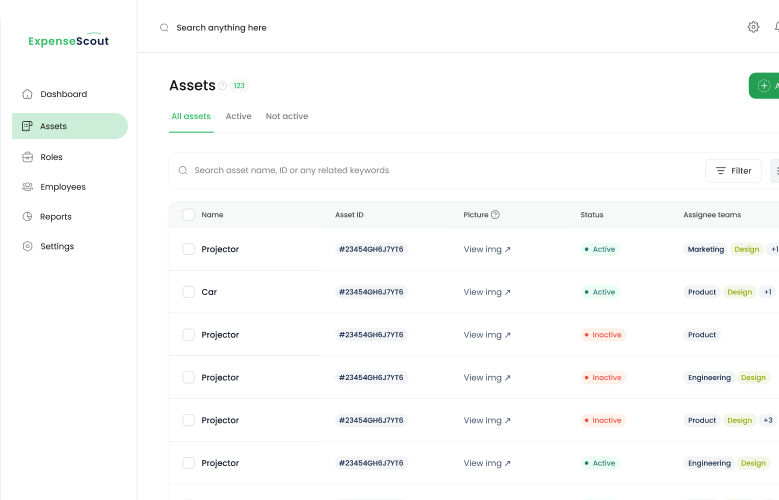 Search anything here
ExpenseScout
Dashboard
Assets
Roles
Employees
Reports
Settings
Assets 123
All assets Active Not active
Search asset name, ID or any related keywords Filter
Name Asset ID Picture Status Assignee teams
Projector #23454GH6J7YT6 View img ↗ Active Marketing Design +1
Car #23454GH6J7YT6 View img ↗ Active Product Design +1
Projector #23454GH6J7YT6 View img ↗ Inactive Product
Projector #23454GH6J7YT6 View img ↗ Inactive Engineering Design
Projector #23454GH6J7YT6 View img ↗ Inactive Product Design +3
Projector #23454GH6J7YT6 View img ↗ Active Engineering Design